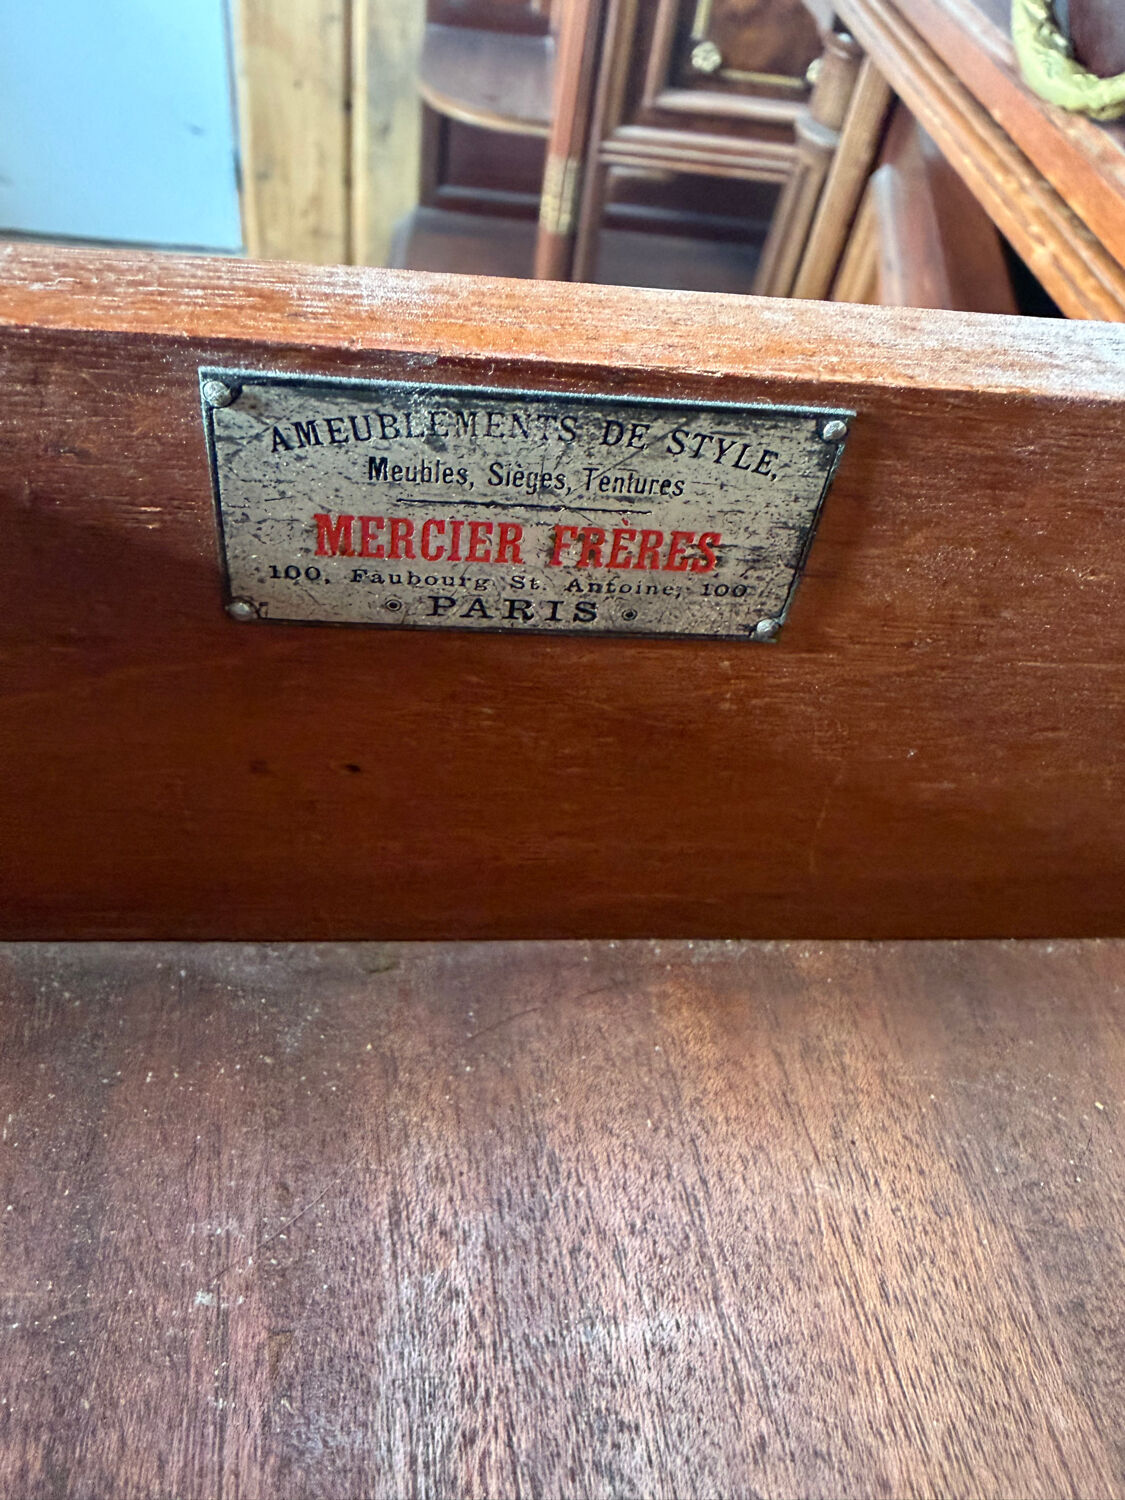 AMEUBLEMENTS DE STYLE,
Meubles, Sièges, Tentures
MERCIER FRÈRES
100, Faubourg St. Antoine, 100
PARIS